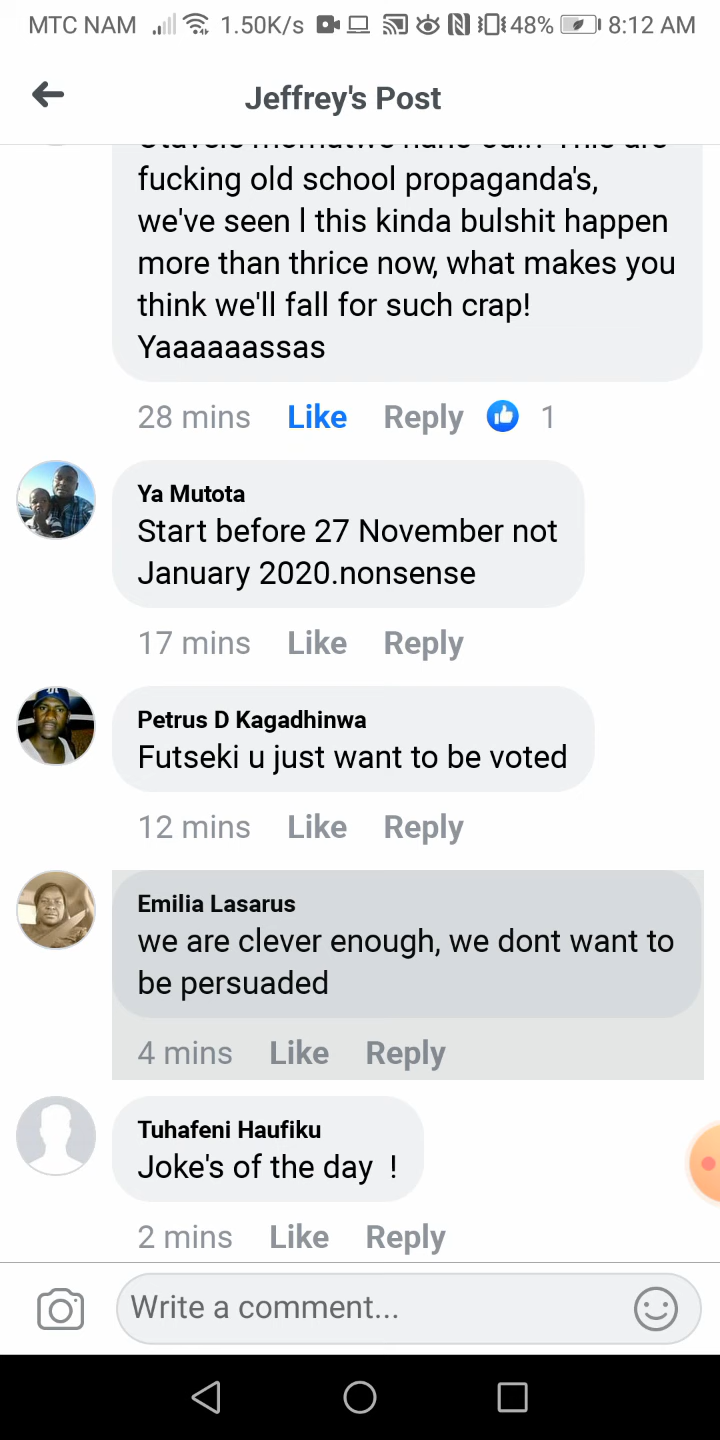 MTC NAM 1.50K/s 48% 8:12 AM
Jeffrey's Post
fucking old school propaganda's,
we've seen l this kinda bulshit happen
more than thrice now, what makes you
think we'll fall for such crap!
Yaaaaaassas
28 mins Like Reply 1
Ya Mutota
Start before 27 November not
January 2020.nonsense
17 mins Like Reply
Petrus D Kagadhinwa
Futseki u just want to be voted
12 mins Like Reply
Emilia Lasarus
we are clever enough, we dont want to
be persuaded
4 mins Like Reply
Tuhafeni Haufiku
Joke's of the day !
2 mins Like Reply
Write a comment...